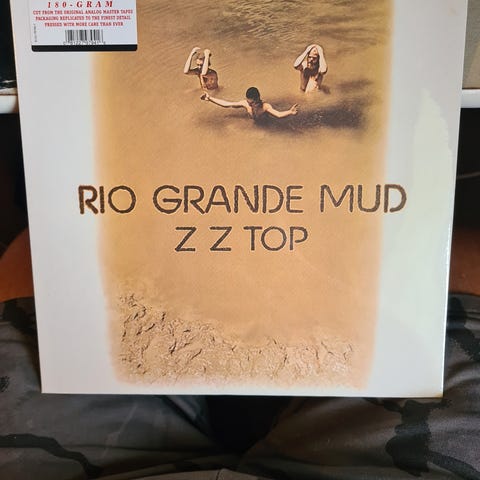 180-GRAM
CUT FROM THE ORIGINAL ANALOG MASTER TAPES
PACKAGING REPLICATED TO THE FINEST DETAIL
PRESSED WITH MORE CARE THAN EVER
RIO GRANDE MUD
Z Z TOP